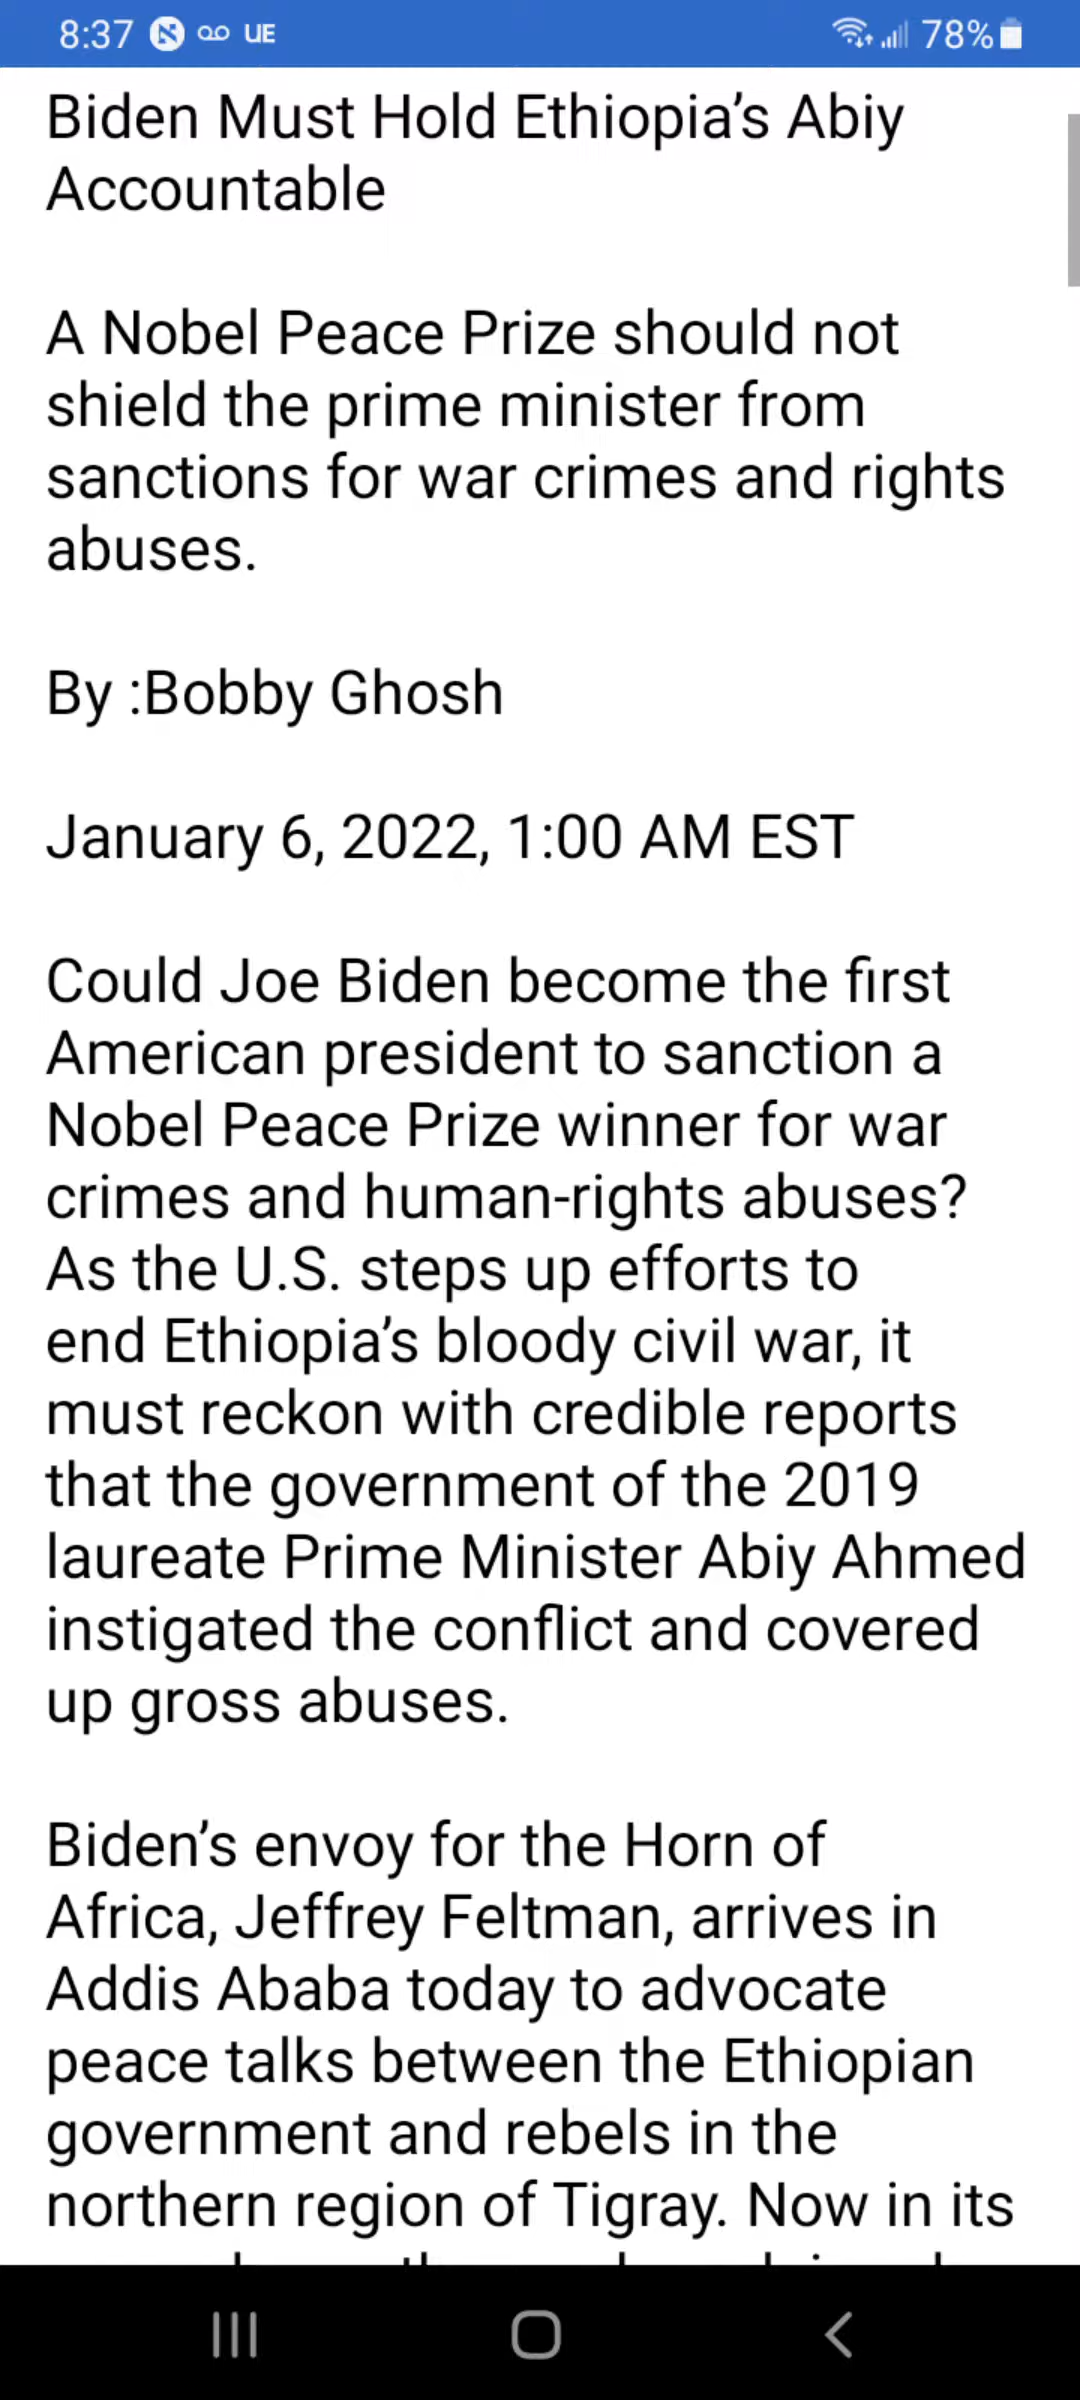 8:37 UE 78%
Biden Must Hold Ethiopia’s Abiy
Accountable
A Nobel Peace Prize should not
shield the prime minister from
sanctions for war crimes and rights
abuses.
By :Bobby Ghosh
January 6, 2022, 1:00 AM EST
Could Joe Biden become the first
American president to sanction a
Nobel Peace Prize winner for war
crimes and human-rights abuses?
As the U.S. steps up efforts to
end Ethiopia’s bloody civil war, it
must reckon with credible reports
that the government of the 2019
laureate Prime Minister Abiy Ahmed
instigated the conflict and covered
up gross abuses.
Biden’s envoy for the Horn of
Africa, Jeffrey Feltman, arrives in
Addis Ababa today to advocate
peace talks between the Ethiopian
government and rebels in the
northern region of Tigray. Now in its